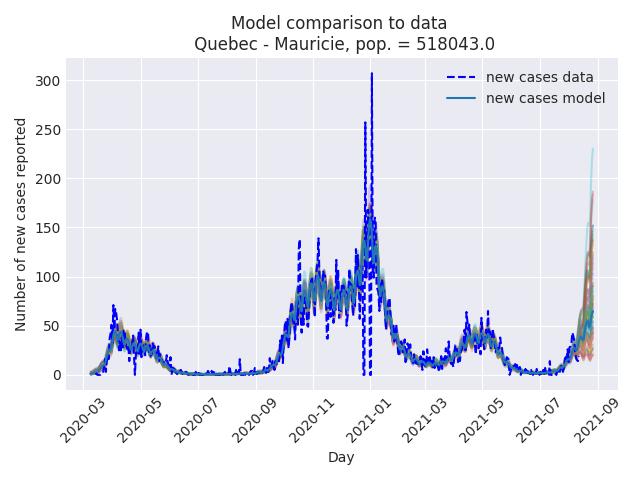 Model comparison to data
Quebec - Mauricie, pop. = 518043.0
new cases data
new cases model
Number of new cases reported
300
250
200
150
100
50
0
2020-03
2020-05
2020-07
2020-09
2020-11
2021-01
2021-03
2021-05
2021-07
2021-09
Day